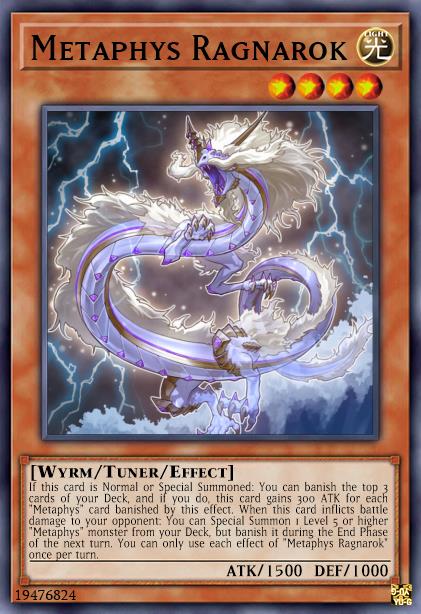 METAPHYS RAGNAROK
LIGHT
光
[WYRM/TUNER/EFFECT]
If this card is Normal or Special Summoned: You can banish the top 3
cards of your Deck, and if you do, this card gains 300 ATK for each
"Metaphys" card banished by this effect. When this card inflicts battle
damage to your opponent: You can Special Summon 1 Level 5 or higher
"Metaphys" monster from your Deck, but banish it during the End Phase
of the next turn. You can only use each effect of "Metaphys Ragnarok"
once per turn.
ATK/1500 DEF/1000
19476824